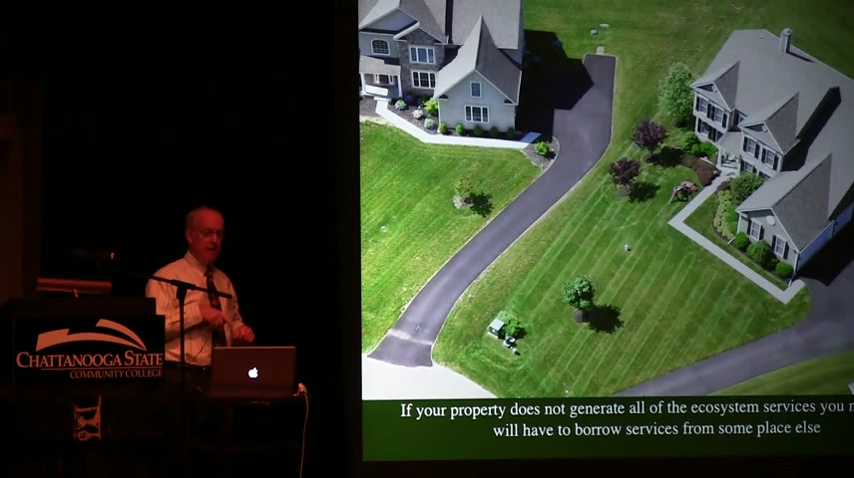 CHATTANOOGA STATE
COMMUNITY COLLEGE
If your property does not generate all of the ecosystem services you
will have to borrow services from some place else